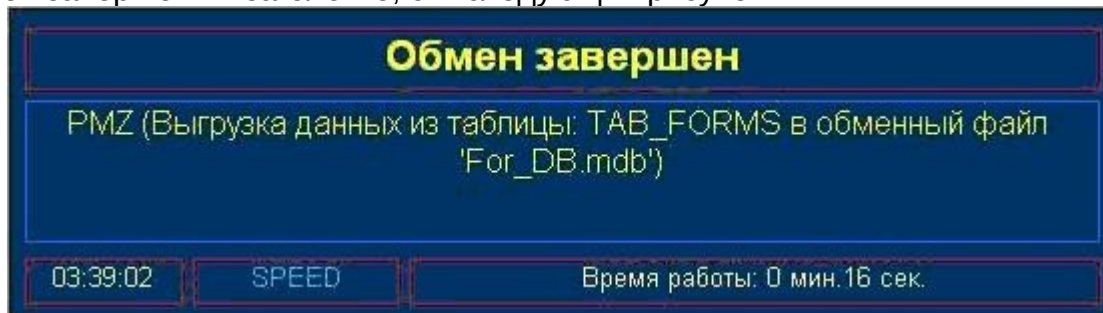 Обмен завершен
PMZ (Выгрузка данных из таблицы: TAB_FORMS в обменный файл
'For_DB.mdb')
03:39:02 SPEED Время работы: 0 мин.16 сек.